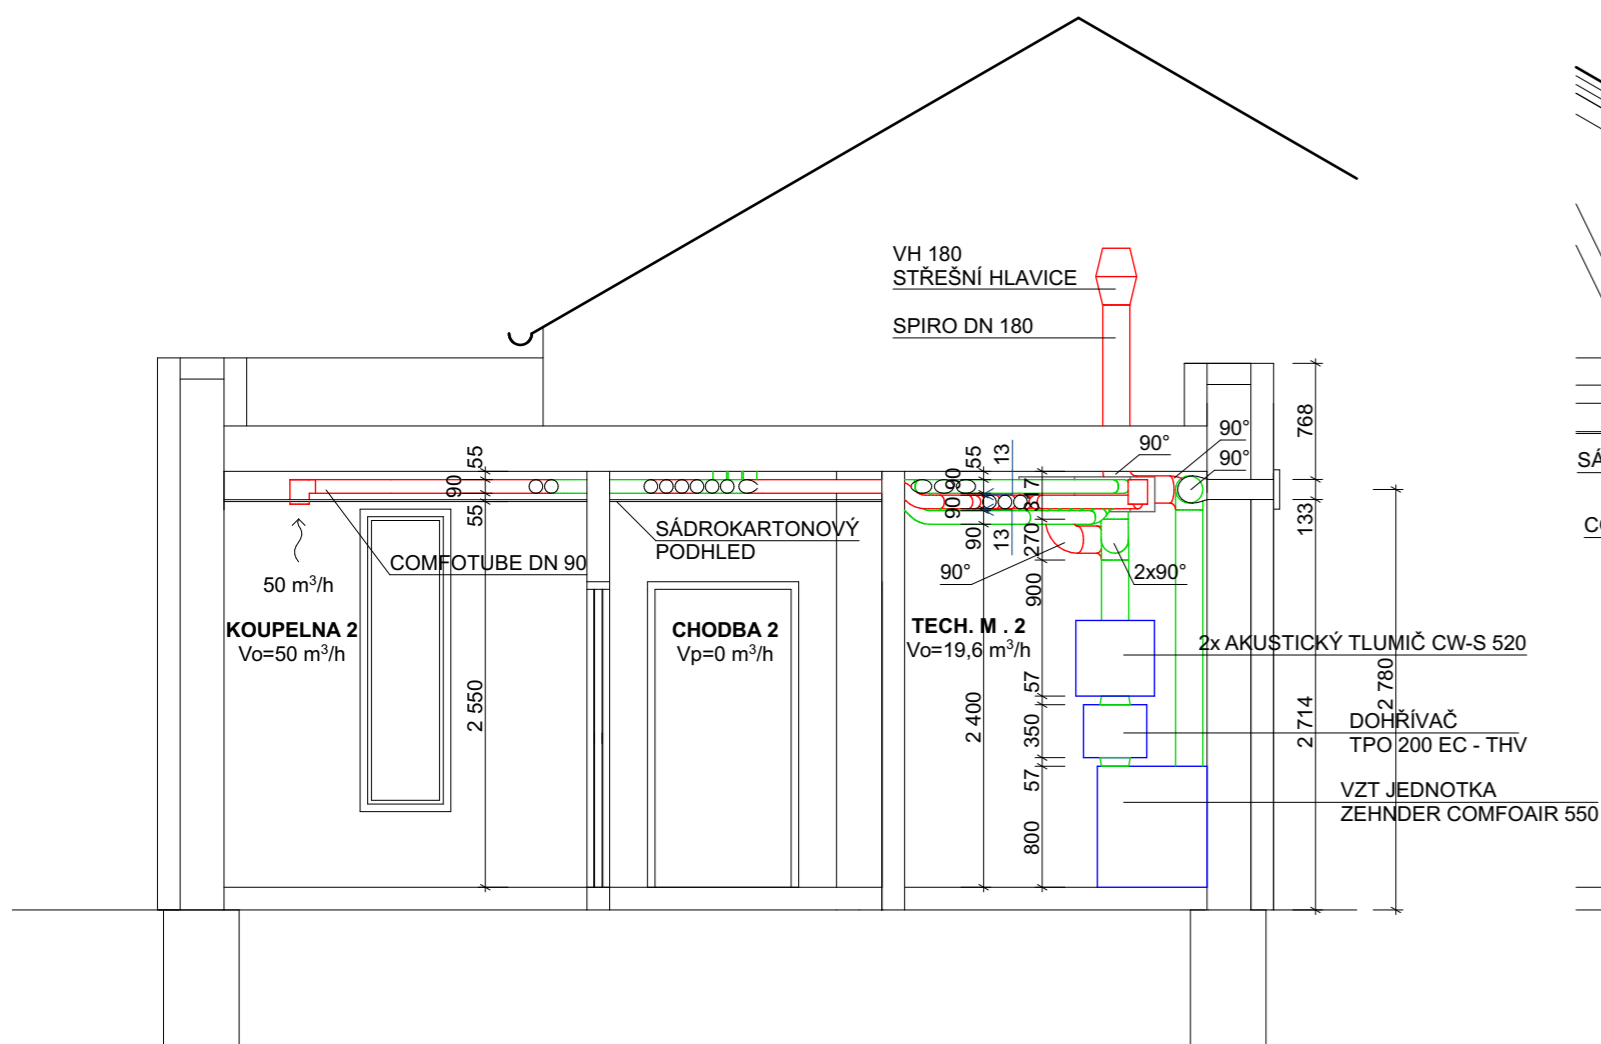 VH 180
STŘEŠNÍ HLAVICE
SPIRO DN 180
90°
90°
90°
768
133
2 714
2 780
55
90
55
2 550
SÁDROKARTONOVÝ
PODHLED
COMFOTUBE DN 90
50 m³/h
KOUPELNA 2
Vo=50 m³/h
CHODBA 2
Vp=0 m³/h
TECH. M . 2
Vo=19,6 m³/h
55
13
90
90
90
13
2 400
317
270
900
57
350
57
800
90°
2x90°
2x AKUSTICKÝ TLUMIČ CW-S 520
DOHŘÍVAČ
TPO 200 EC - THV
VZT JEDNOTKA
ZEHNDER COMFOAIR 550
SÁ